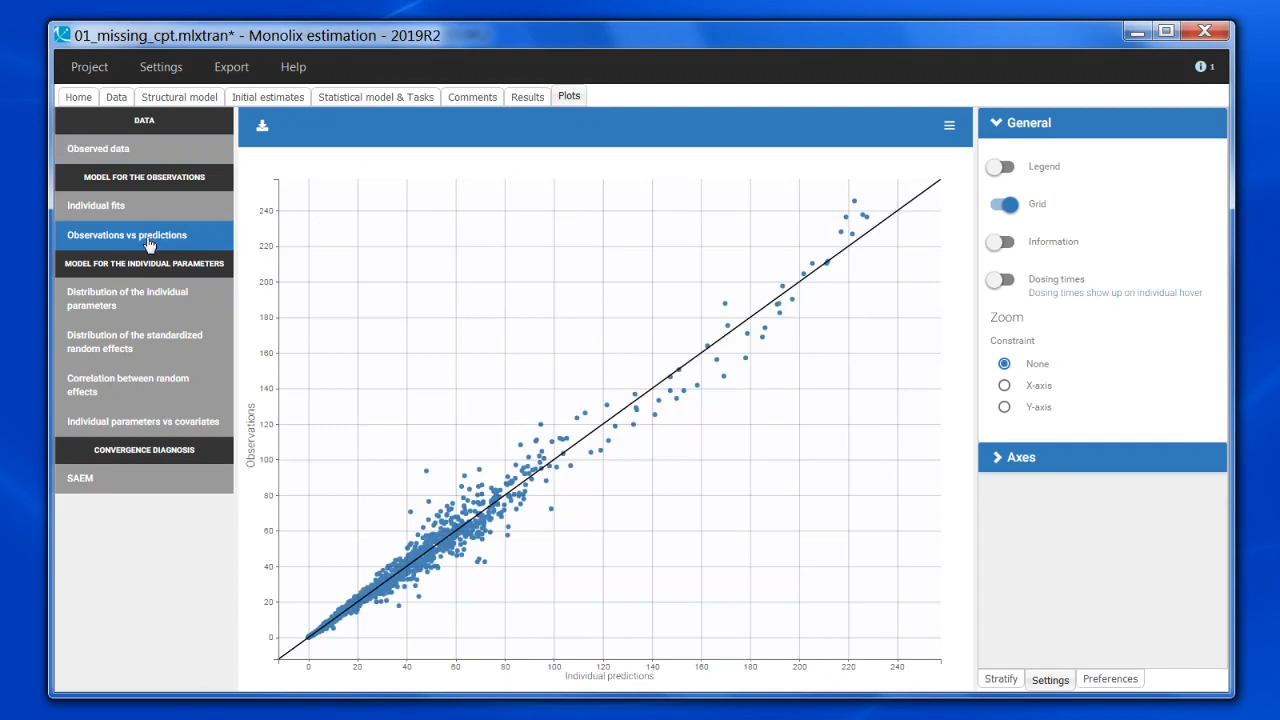 01_missing_cpt.mlxtran* - Monolix estimation - 2019R2
Project Settings Export Help
1
Home Data Structural model Initial estimates Statistical model & Tasks Comments Results Plots
DATA
Observed data
MODEL FOR THE OBSERVATIONS
Individual fits
Observations vs predictions
MODEL FOR THE INDIVIDUAL PARAMETERS
Distribution of the individual
parameters
Distribution of the standardized
random effects
Correlation between random
effects
Individual parameters vs covariates
CONVERGENCE DIAGNOSIS
SAEM
Observations
240
220
200
180
160
140
120
100
80
60
40
20
0
0 20 40 60 80 100 120 140 160 180 200 220 240
Individual predictions
General
Legend
Grid
Information
Dosing times
Dosing times show up on individual hover
Zoom
Constraint
None
X-axis
Y-axis
Axes
Stratify Settings Preferences